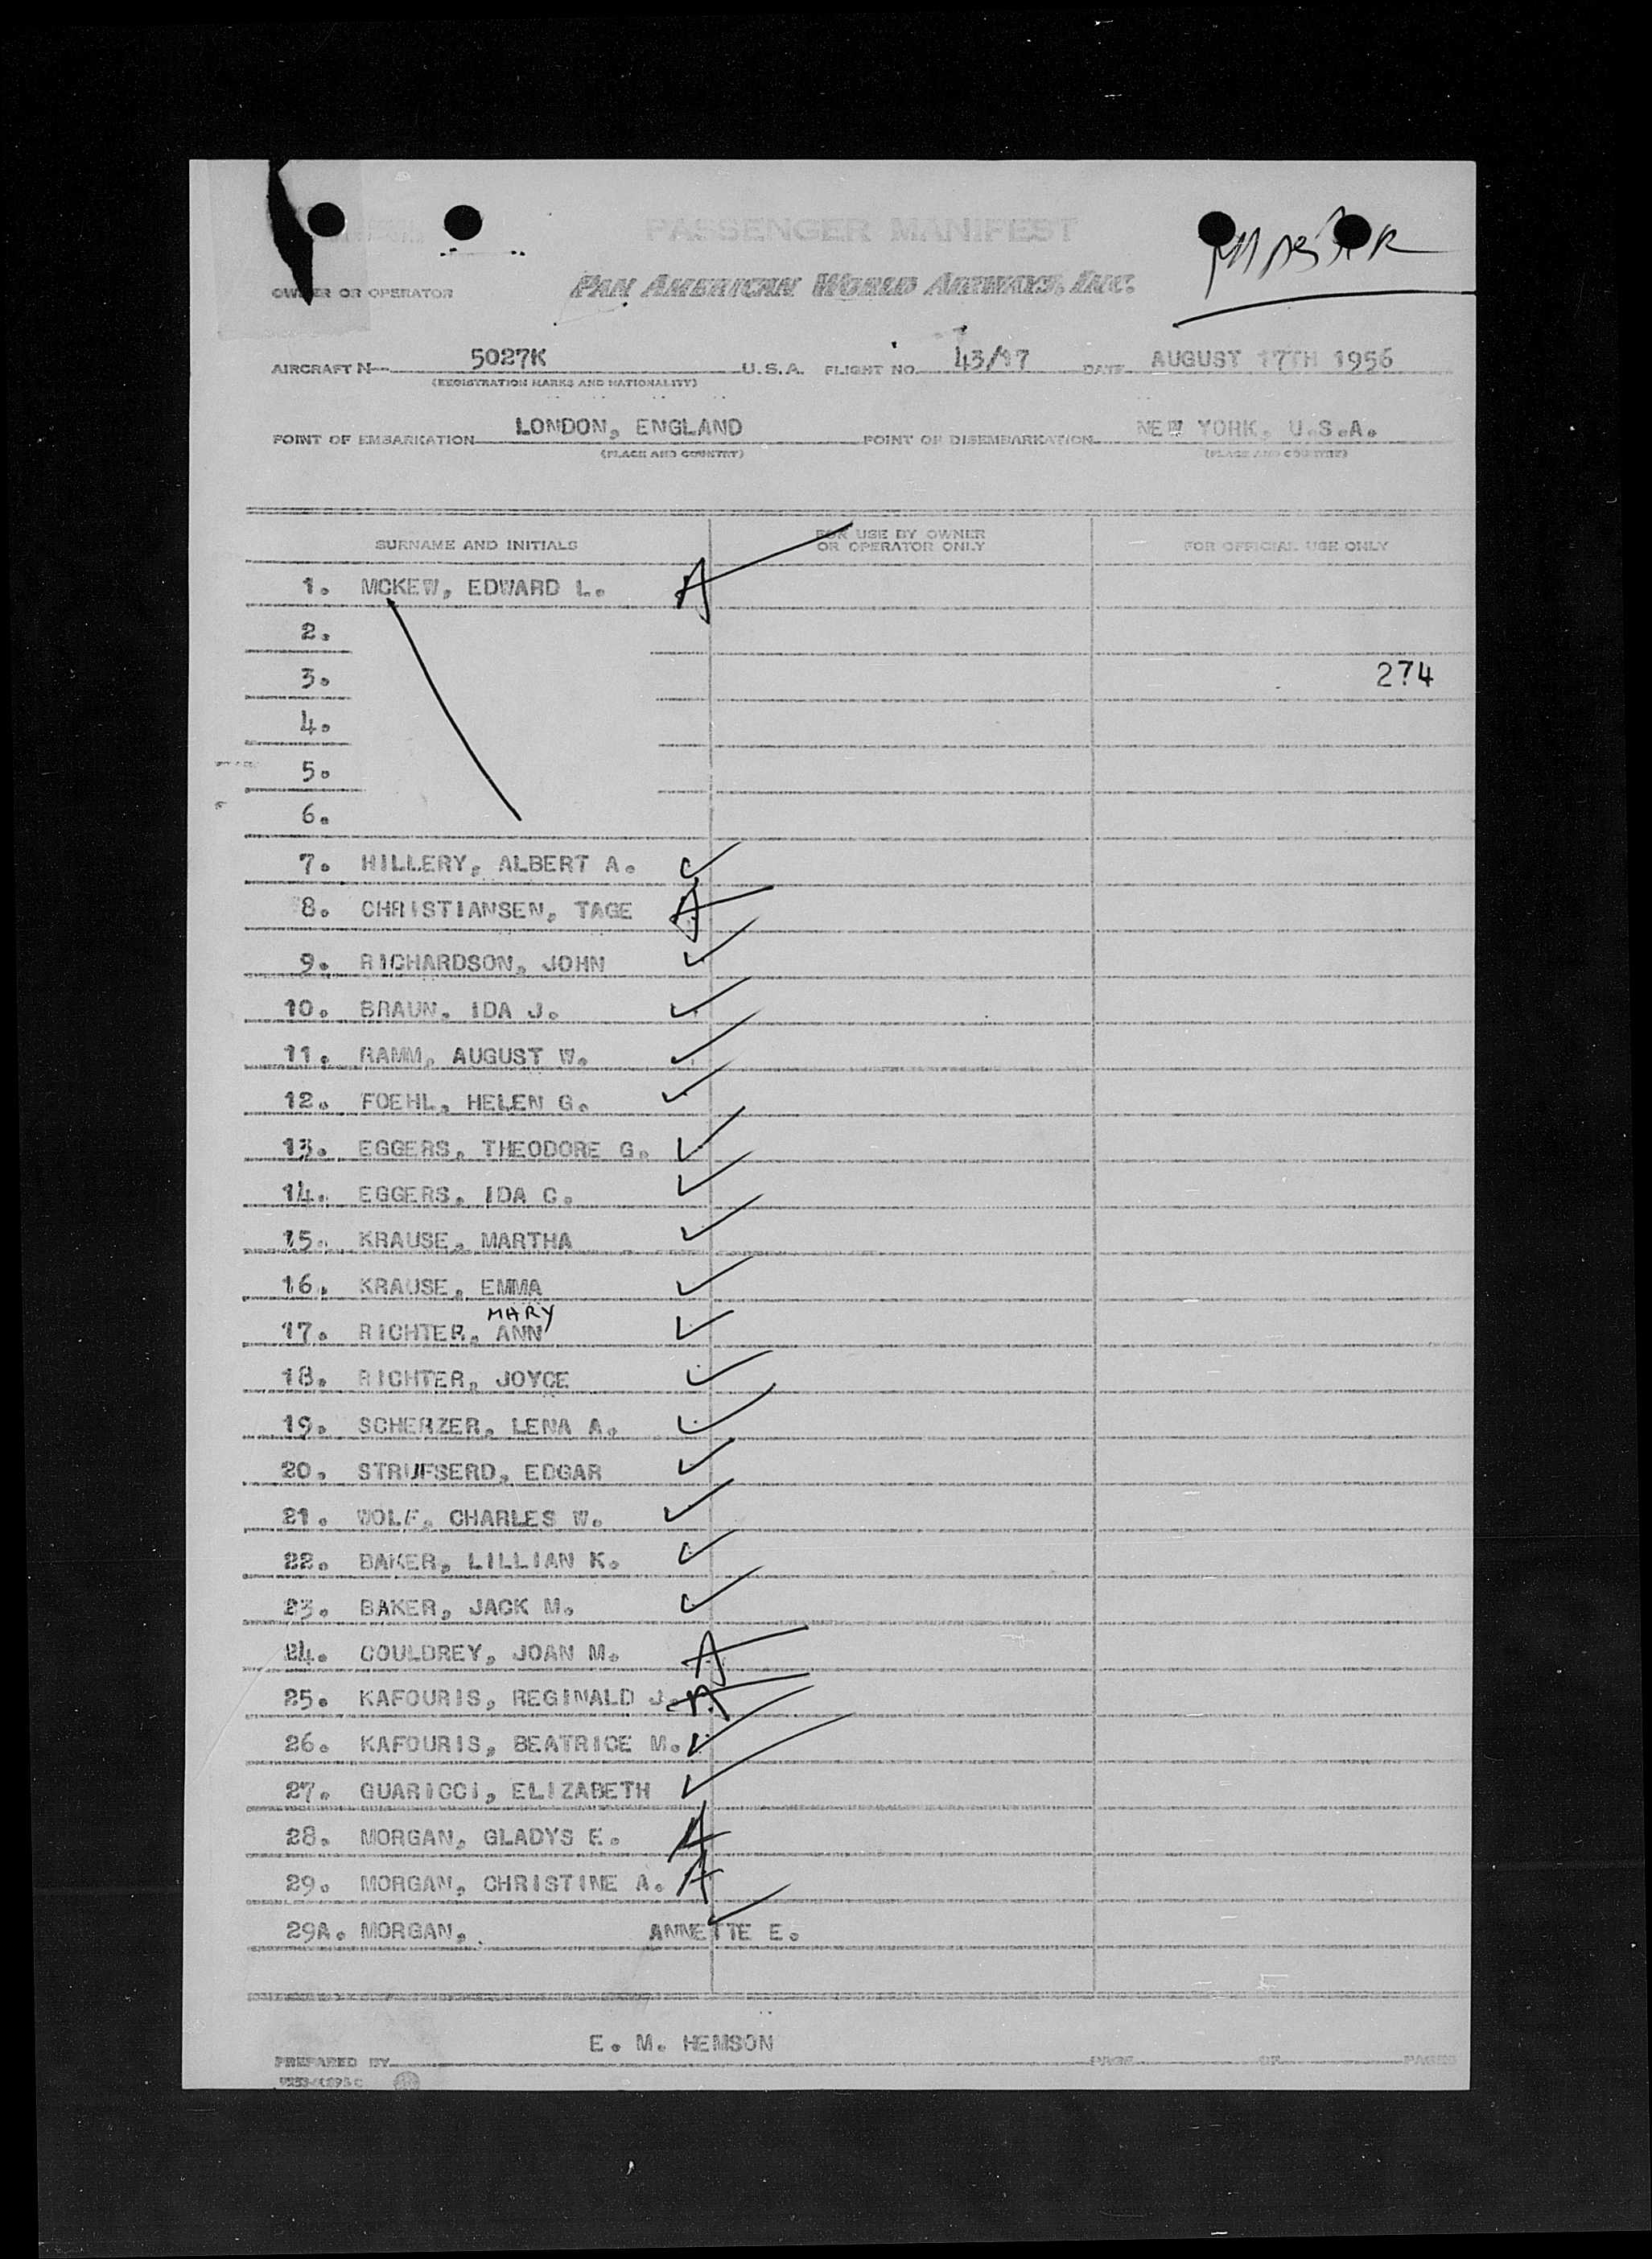 PASSENGER MANIFEST
MASTER
OWNER OR OPERATOR PAN AMERICAN WORLD AIRWAYS, INC.
AIRCRAFT N 5027K U.S.A. FLIGHT NO. 43/17 DATE AUGUST 17TH 1956
(REGISTRATION MARKS AND NATIONALITY)
POINT OF EMBARKATION LONDON, ENGLAND POINT OF DISEMBARKATION NEW YORK, U.S.A.
(PLACE AND COUNTRY) (PLACE AND COUNTRY)
SURNAME AND INITIALS FOR USE BY OWNER OR OPERATOR ONLY FOR OFFICIAL USE ONLY
1. MCKEW, EDWARD L. A
2.
3. 274
4.
5.
6.
7. HILLERY, ALBERT A. ✓
8. CHRISTIANSEN, TAGE A
9. RICHARDSON, JOHN ✓
10. BRAUN, IDA J. ✓
11. RAMM, AUGUST W. ✓
12. FOEHL, HELEN G. ✓
13. EGGERS, THEODORE G. ✓
14. EGGERS, IDA C. ✓
15. KRAUSE, MARTHA ✓
16. KRAUSE, EMMA ✓
MARY
17. RICHTER, ANN ✓
18. RICHTER, JOYCE ✓
19. SCHERZER, LENA A. ✓
20. STRUFSERD, EDGAR ✓
21. WOLF, CHARLES W. ✓
22. BAKER, LILLIAN K. ✓
23. BAKER, JACK M. ✓
24. COULDREY, JOAN M. A
25. KAFOURIS, REGINALD J. A
26. KAFOURIS, BEATRICE M. ✓
27. GUARICCI, ELIZABETH ✓
28. MORGAN, GLADYS E. A
29. MORGAN, CHRISTINE A. A
29A. MORGAN, ANNETTE E. ✓
E. M. HEMSON
PREPARED BY PAGE OF PAGES